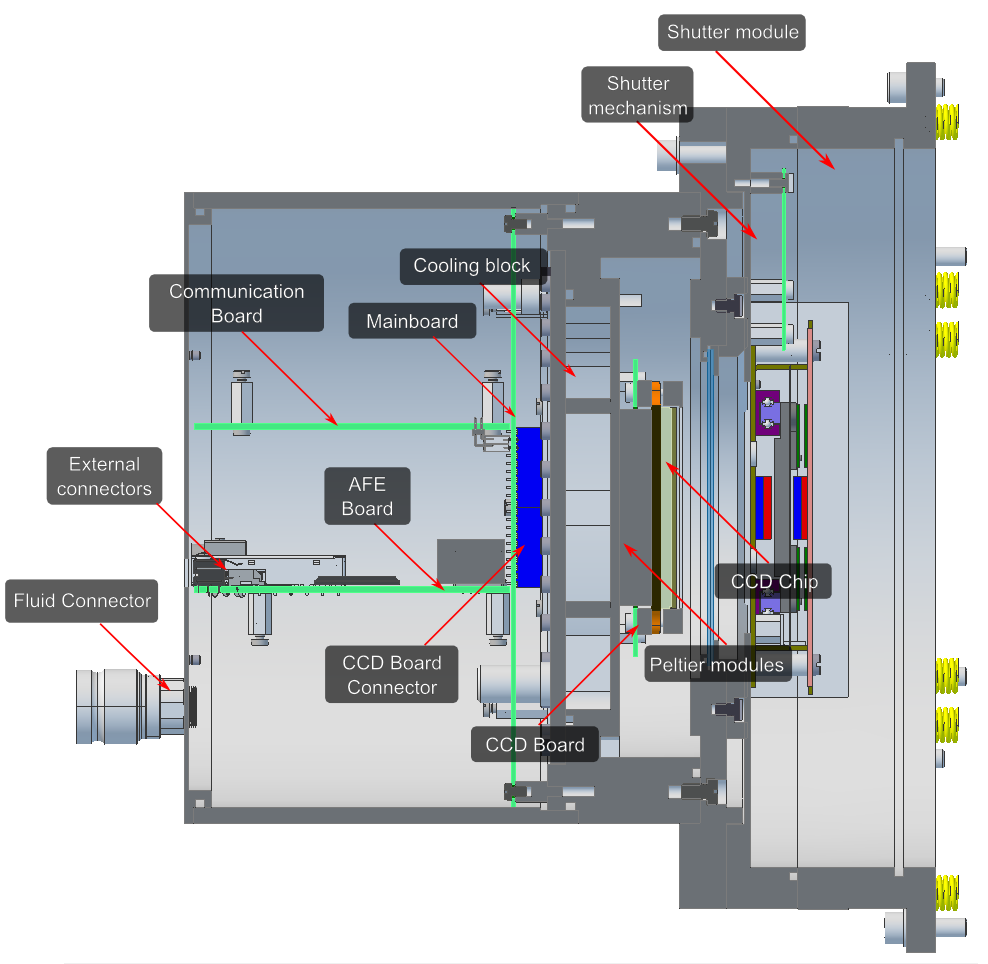 Shutter module
Shutter
mechanism
Cooling block
Communication
Board
Mainboard
External
connectors
AFE
Board
Fluid Connector
CCD Chip
CCD Board
Connector
Peltier modules
CCD Board